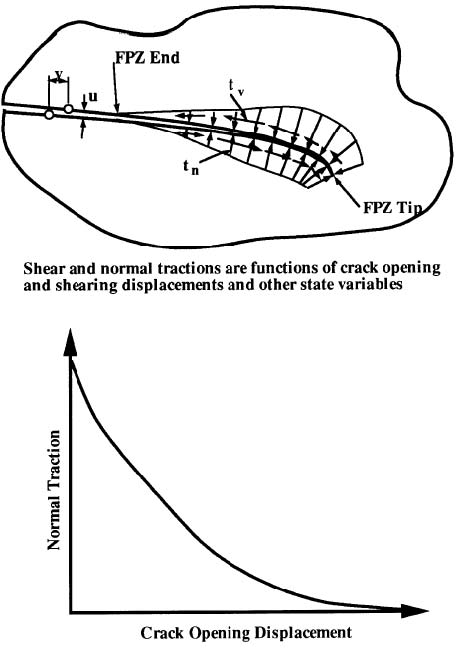 FPZ End
v
u
t v
t n
FPZ Tip
Shear and normal tractions are functions of crack opening
and shearing displacements and other state variables
Normal Traction
Crack Opening Displacement